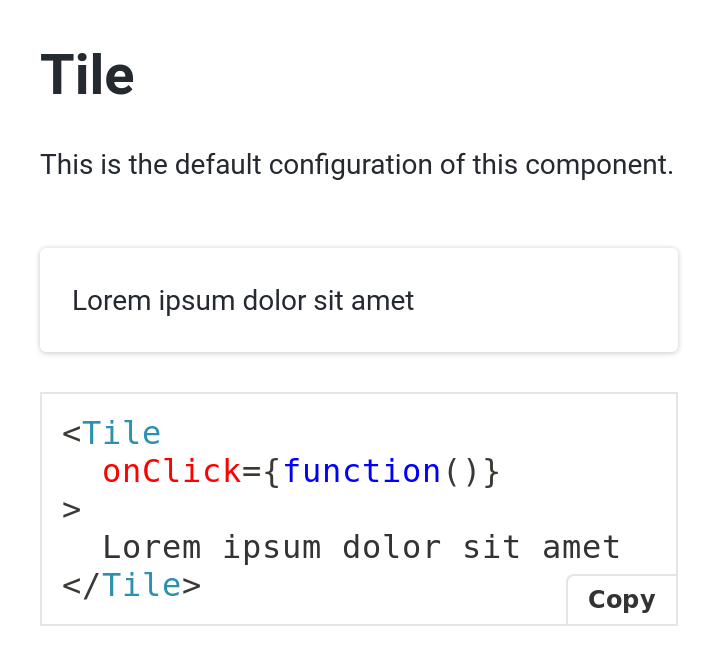 Tile
This is the default configuration of this component.
Lorem ipsum dolor sit amet
<Tile
  onClick={function()}
>
  Lorem ipsum dolor sit amet
</Tile>
Copy